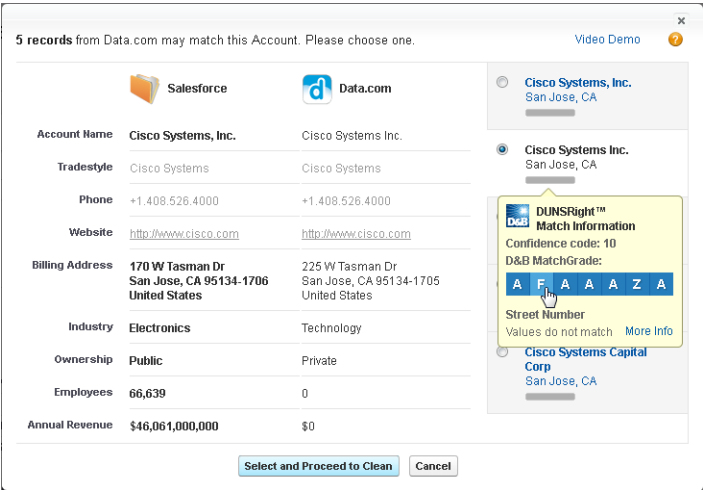 ×
5 records from Data.com may match this Account. Please choose one.
Video Demo
?
Salesforce
d
Data.com
Account Name
Cisco Systems, Inc.
Cisco Systems Inc.
Tradestyle
Cisco Systems
Cisco Systems
Phone
+1.408.526.4000
+1.408.526.4000
Website
http://www.cisco.com
http://www.cisco.com
Billing Address
170 W Tasman Dr
San Jose, CA 95134-1706
United States
225 W Tasman Dr
San Jose, CA 95134-1705
United States
Industry
Electronics
Technology
Ownership
Public
Private
Employees
66,639
0
Annual Revenue
$46,061,000,000
$0
Cisco Systems, Inc.
San Jose, CA
Cisco Systems Inc.
San Jose, CA
D&B
DUNSRight™
Match Information
Confidence code: 10
D&B MatchGrade:
A F A A A Z A
Street Number
Values do not match More Info
Cisco Systems Capital
Corp
San Jose, CA
Select and Proceed to Clean
Cancel